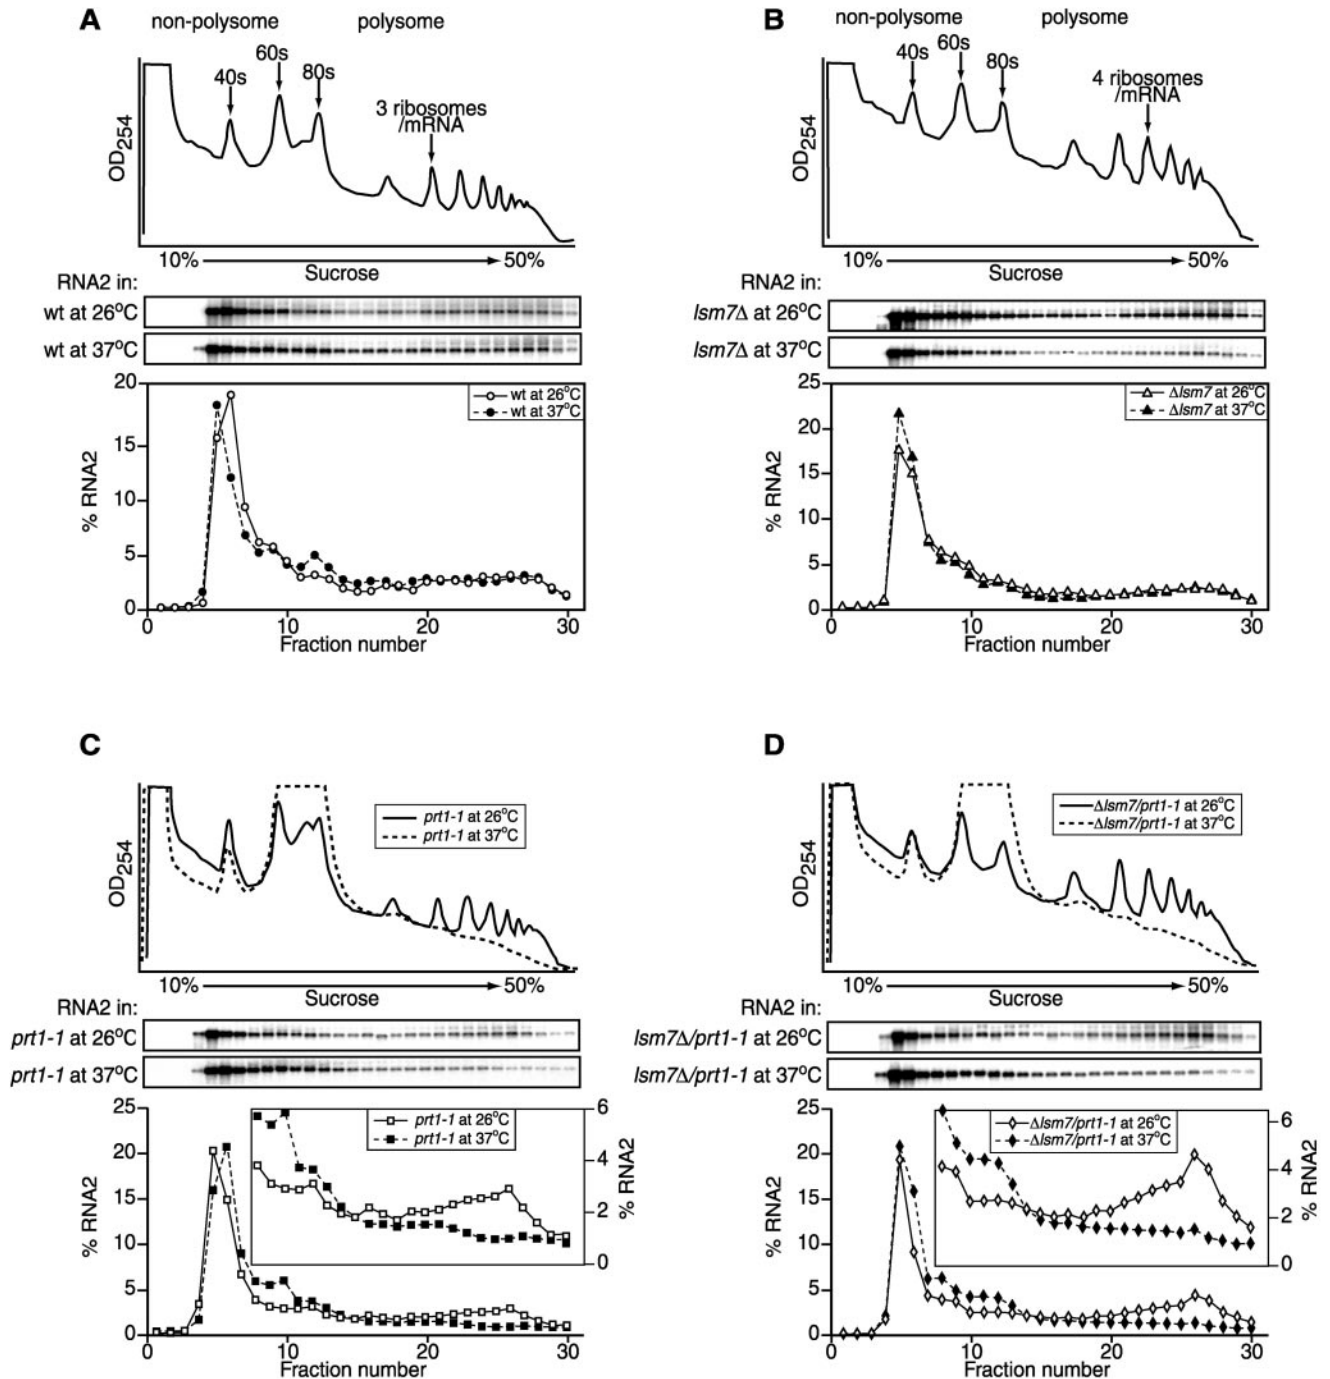 A
non-polysome polysome
60s
40s 80s
3 ribosomes
/mRNA
OD254
10% Sucrose 50%
RNA2 in:
wt at 26°C
wt at 37°C
20
15
10
5
0
% RNA2
wt at 26°C
wt at 37°C
0 10 20 30
Fraction number
B
non-polysome polysome
60s
40s 80s
4 ribosomes
/mRNA
OD254
10% Sucrose 50%
RNA2 in:
lsm7Δ at 26°C
lsm7Δ at 37°C
25
20
15
10
5
0
% RNA2
Δlsm7 at 26°C
Δlsm7 at 37°C
0 10 20 30
Fraction number
C
prt1-1 at 26°C
prt1-1 at 37°C
OD254
10% Sucrose 50%
RNA2 in:
prt1-1 at 26°C
prt1-1 at 37°C
25
20
15
10
5
0
% RNA2
prt1-1 at 26°C
prt1-1 at 37°C
6
4
2
0
% RNA2
0 10 20 30
Fraction number
D
Δlsm7/prt1-1 at 26°C
Δlsm7/prt1-1 at 37°C
OD254
10% Sucrose 50%
RNA2 in:
lsm7Δ/prt1-1 at 26°C
lsm7Δ/prt1-1 at 37°C
25
20
15
10
5
0
% RNA2
Δlsm7/prt1-1 at 26°C
Δlsm7/prt1-1 at 37°C
6
4
2
0
% RNA2
0 10 20 30
Fraction number